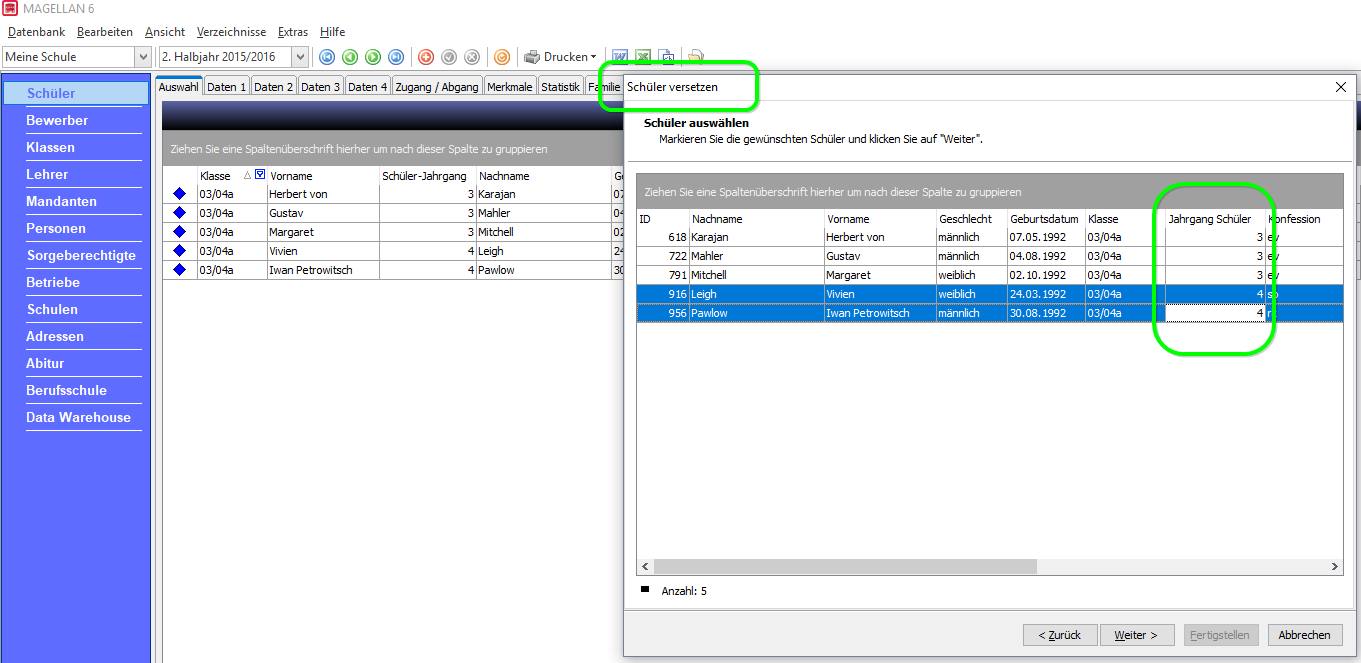 MAGELLAN 6
Datenbank Bearbeiten Ansicht Verzeichnisse Extras Hilfe
Meine Schule 2. Halbjahr 2015/2016 Drucken
Schüler
Bewerber
Klassen
Lehrer
Mandanten
Personen
Sorgeberechtigte
Betriebe
Schulen
Adressen
Abitur
Berufsschule
Data Warehouse
Auswahl Daten 1 Daten 2 Daten 3 Daten 4 Zugang / Abgang Merkmale Statistik Familie
Ziehen Sie eine Spaltenüberschrift hierher um nach dieser Spalte zu gruppieren
Klasse Vorname Schüler-Jahrgang Nachname
03/04a Herbert von 3 Karajan 07
03/04a Gustav 3 Mahler 04
03/04a Margaret 3 Mitchell 02
03/04a Vivien 4 Leigh 24
03/04a Iwan Petrowitsch 4 Pawlow 30
Schüler versetzen
Schüler auswählen
Markieren Sie die gewünschten Schüler und klicken Sie auf "Weiter".
Ziehen Sie eine Spaltenüberschrift hierher um nach dieser Spalte zu gruppieren
ID Nachname Vorname Geschlecht Geburtsdatum Klasse Jahrgang Schüler Konfession
618 Karajan Herbert von männlich 07.05.1992 03/04a 3 ev
722 Mahler Gustav männlich 04.08.1992 03/04a 3 ev
791 Mitchell Margaret weiblich 02.10.1992 03/04a 3 ev
916 Leigh Vivien weiblich 24.03.1992 03/04a 4
956 Pawlow Iwan Petrowitsch männlich 30.08.1992 03/04a 4
Anzahl: 5
< Zurück Weiter > Fertigstellen Abbrechen